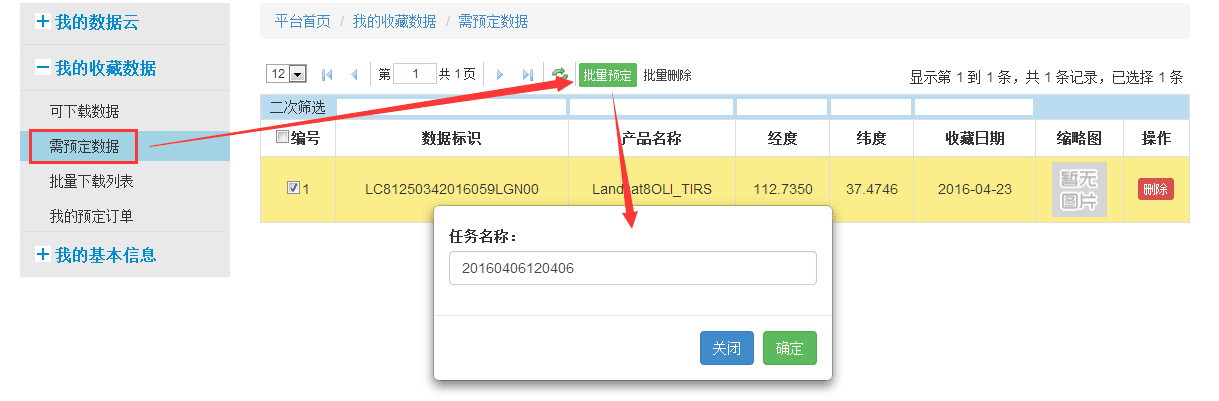 我的数据云
我的收藏数据
可下载数据
需预定数据
批量下载列表
我的预定订单
我的基本信息
平台首页 / 我的收藏数据 / 需预定数据
12 第 1 共 1 页 批量预定 批量删除 显示第 1 到 1 条，共 1 条记录，已选择 1 条
二次筛选
编号 数据标识 产品名称 经度 纬度 收藏日期 缩略图 操作
1 LC81250342016059LGN00 Landsat8OLI_TIRS 112.7350 37.4746 2016-04-23 暂无图片 删除
任务名称：
20160406120406
关闭 确定